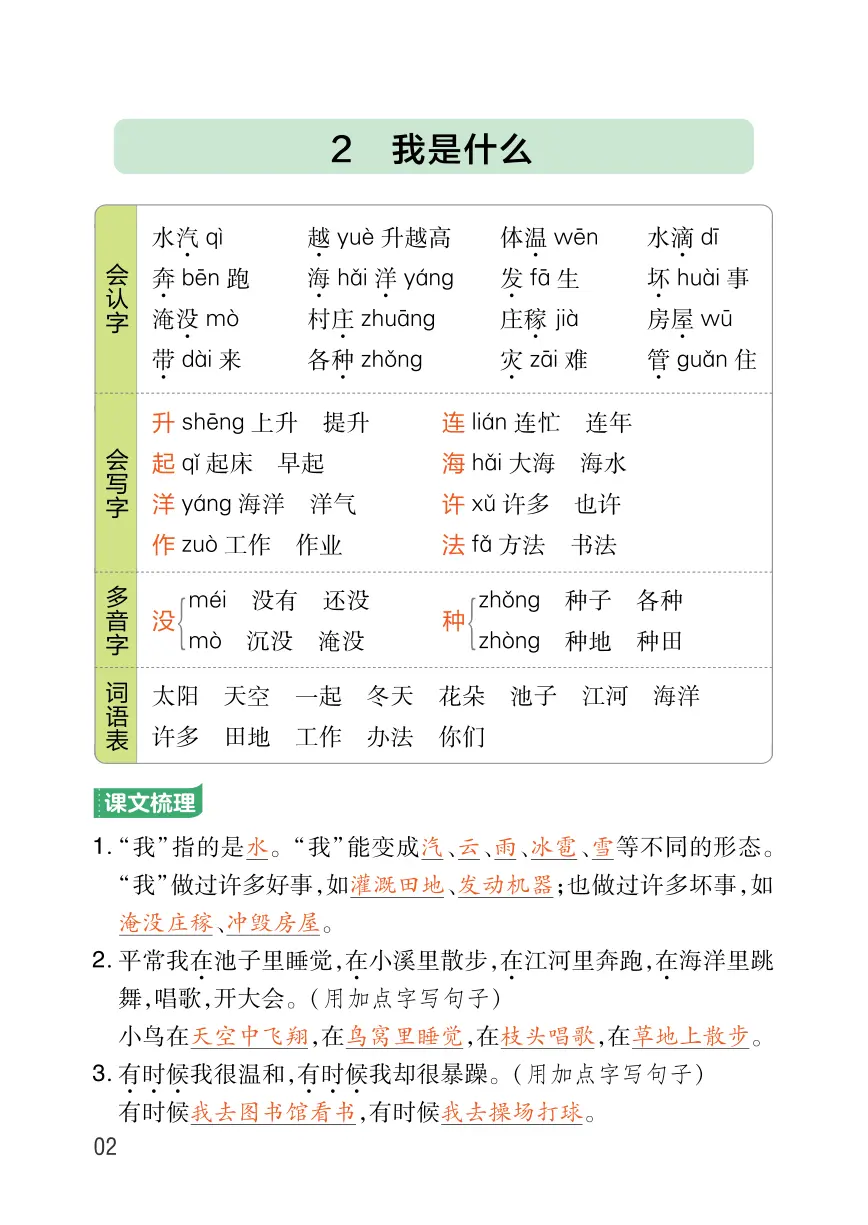 2 我是什么
会认字
水汽 qì 越 yuè 升越高 体温 wēn 水滴 dī
奔 bēn 跑 海 hǎi 洋 yáng 发 fā 生 坏 huài 事
淹没 mò 村庄 zhuāng 庄稼 jià 房屋 wū
带 dài 来 各种 zhǒng 灾 zāi 难 管 guǎn 住
会写字
升 shēng 上升 提升 连 lián 连忙 连年
起 qǐ 起床 早起 海 hǎi 大海 海水
洋 yáng 海洋 洋气 许 xǔ 许多 也许
作 zuò 工作 作业 法 fǎ 方法 书法
多音字
没 méi 没有 还没 mò 沉没 淹没
种 zhǒng 种子 各种 zhòng 种地 种田
词语表
太阳 天空 一起 冬天 花朵 池子 江河 海洋
许多 田地 工作 办法 你们
课文梳理
1. “我”指的是水。“我”能变成汽、云、雨、冰雹、雪等不同的形态。
“我”做过许多好事,如灌溉田地、发动机器;也做过许多坏事,如
淹没庄稼、冲毁房屋。
2. 平常我在池子里睡觉,在小溪里散步,在江河里奔跑,在海洋里跳
舞,唱歌,开大会。(用加点字写句子)
小鸟在天空中飞翔,在鸟窝里睡觉,在枝头唱歌,在草地上散步。
3. 有时候我很温和,有时候我却很暴躁。(用加点字写句子)
有时候我去图书馆看书,有时候我去操场打球。
02